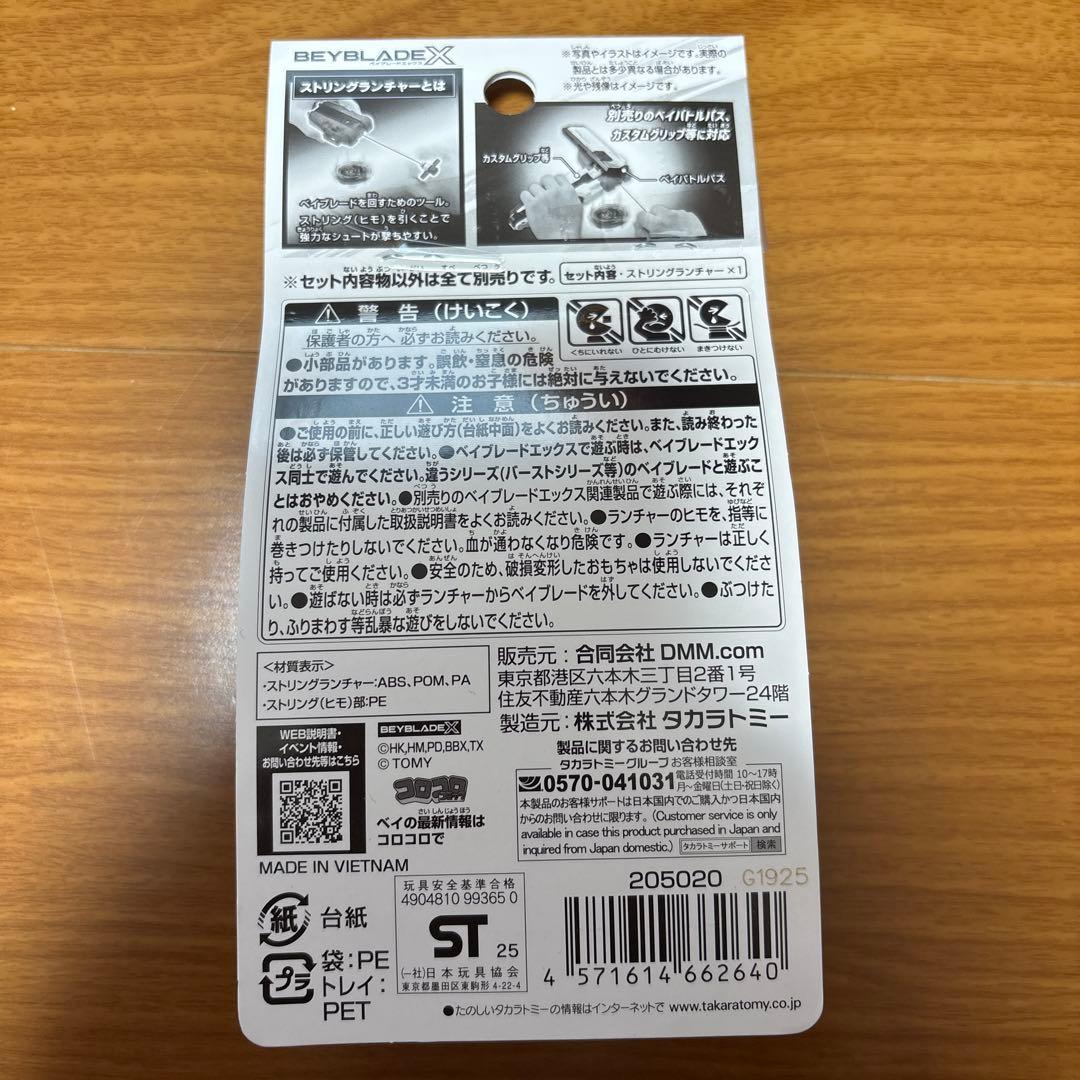 BEYBLADE X
ベイブレードエックス
※写真やイラストはイメージです。実際の
製品とは多少異なる場合があります。
※光や残像はイメージです。
ストリングランチャーとは
ベイブレードを回すためのツール。
ストリング(ヒモ)を引くことで
強力なシュートが撃ちやすい。
別売りのベイバトルパス、
カスタムグリップ等に対応
カスタムグリップ等
ベイバトルパス
※セット内容物以外は全て別売りです。
セット内容・ストリングランチャー×1
警告(けいこく)
保護者の方へ 必ずお読みください。
くちにいれない
ひとにむけない
まきつけない
●小部品があります。誤飲・窒息の危険
がありますので、3才未満のお子様には絶対に与えないでください。
注意(ちゅうい)
●ご使用の前に、正しい遊び方(台紙中面)をよくお読みください。また、読み終わった
後は必ず保管してください。●ベイブレードエックスで遊ぶ時は、ベイブレードエック
ス同士で遊んでください。違うシリーズ(バーストシリーズ等)のベイブレードと遊ぶこ
とはおやめください。●別売りのベイブレードエックス関連製品で遊ぶ際には、それぞ
れの製品に付属した取扱説明書をよくお読みください。●ランチャーのヒモを、指等に
巻きつけたりしないでください。血が通わなくなり危険です。●ランチャーは正しく
持ってご使用ください。●安全のため、破損変形したおもちゃは使用しないでくださ
い。●遊ばない時は必ずランチャーからベイブレードを外してください。●ぶつけた
り、ふりまわす等乱暴な遊びをしないでください。
<材質表示>
・ストリングランチャー:ABS、POM、PA
・ストリング(ヒモ)部:PE
販売元:合同会社 DMM.com
東京都港区六本木三丁目2番1号
住友不動産六本木グランドタワー24階
製造元:株式会社 タカラトミー
WEB説明書・
イベント情報・
お問い合わせ先等はこちら
BEYBLADE X
©HK,HM,PD,BBX,TX
© TOMY
コロコロ
ベイの最新情報は
コロコロで
製品に関するお問い合わせ先
タカラトミーグループ お客様相談室
0570-041031
電話受付時間 10〜17時
月〜金曜日(土日・祝日除く)
本製品のお客様サポートは日本国内でのご購入かつ日本国内
からのお問い合わせに限ります。(Customer service is only
available in case this product purchased in Japan and
inquired from Japan domestic.)
タカラトミーサポート 検索
MADE IN VIETNAM
紙 台紙
プラ 袋:PE
トレイ:
PET
玩具安全基準合格
4904810 99365 0
ST 25
(一社)日本玩具協会
東京都墨田区東駒形 4-22-4
205020 G1925
4 571614 662640
●たのしいタカラトミーの情報はインターネットで www.takaratomy.co.jp